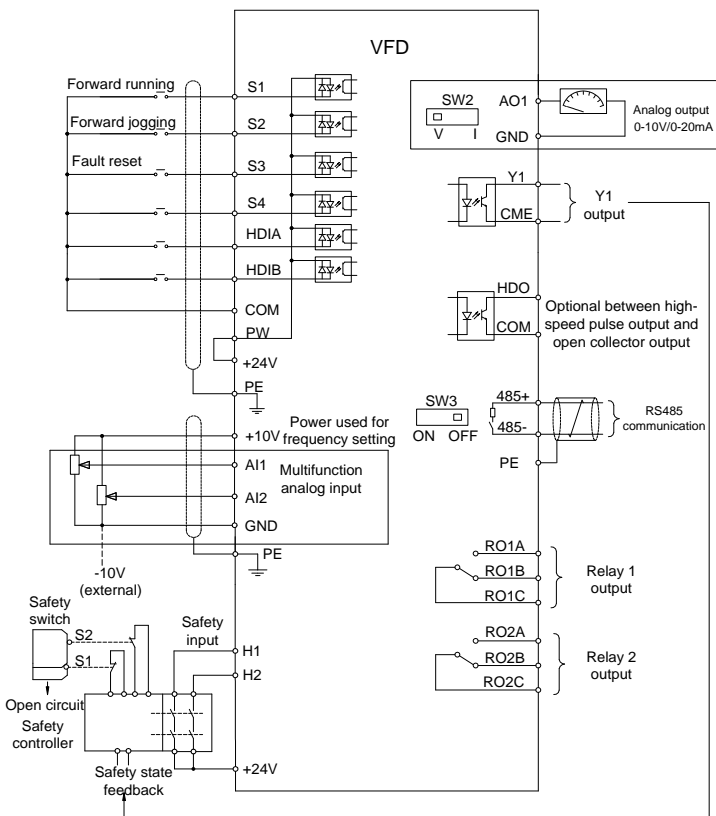 VFD
Forward running
S1
Forward jogging
S2
Fault reset
S3
S4
HDIA
HDIB
COM
PW
+24V
PE
SW2
V I
AO1
GND
Analog output
0-10V/0-20mA
Y1
CME
Y1
output
HDO
COM
Optional between high-
speed pulse output and
open collector output
SW3
ON OFF
485+
485-
PE
RS485
communication
+10V
Power used for
frequency setting
AI1
AI2
Multifunction
analog input
GND
PE
-10V
(external)
RO1A
RO1B
RO1C
Relay 1
output
RO2A
RO2B
RO2C
Relay 2
output
Safety
switch
S2
S1
Open circuit
Safety
controller
Safety
input
H1
H2
+24V
Safety state
feedback